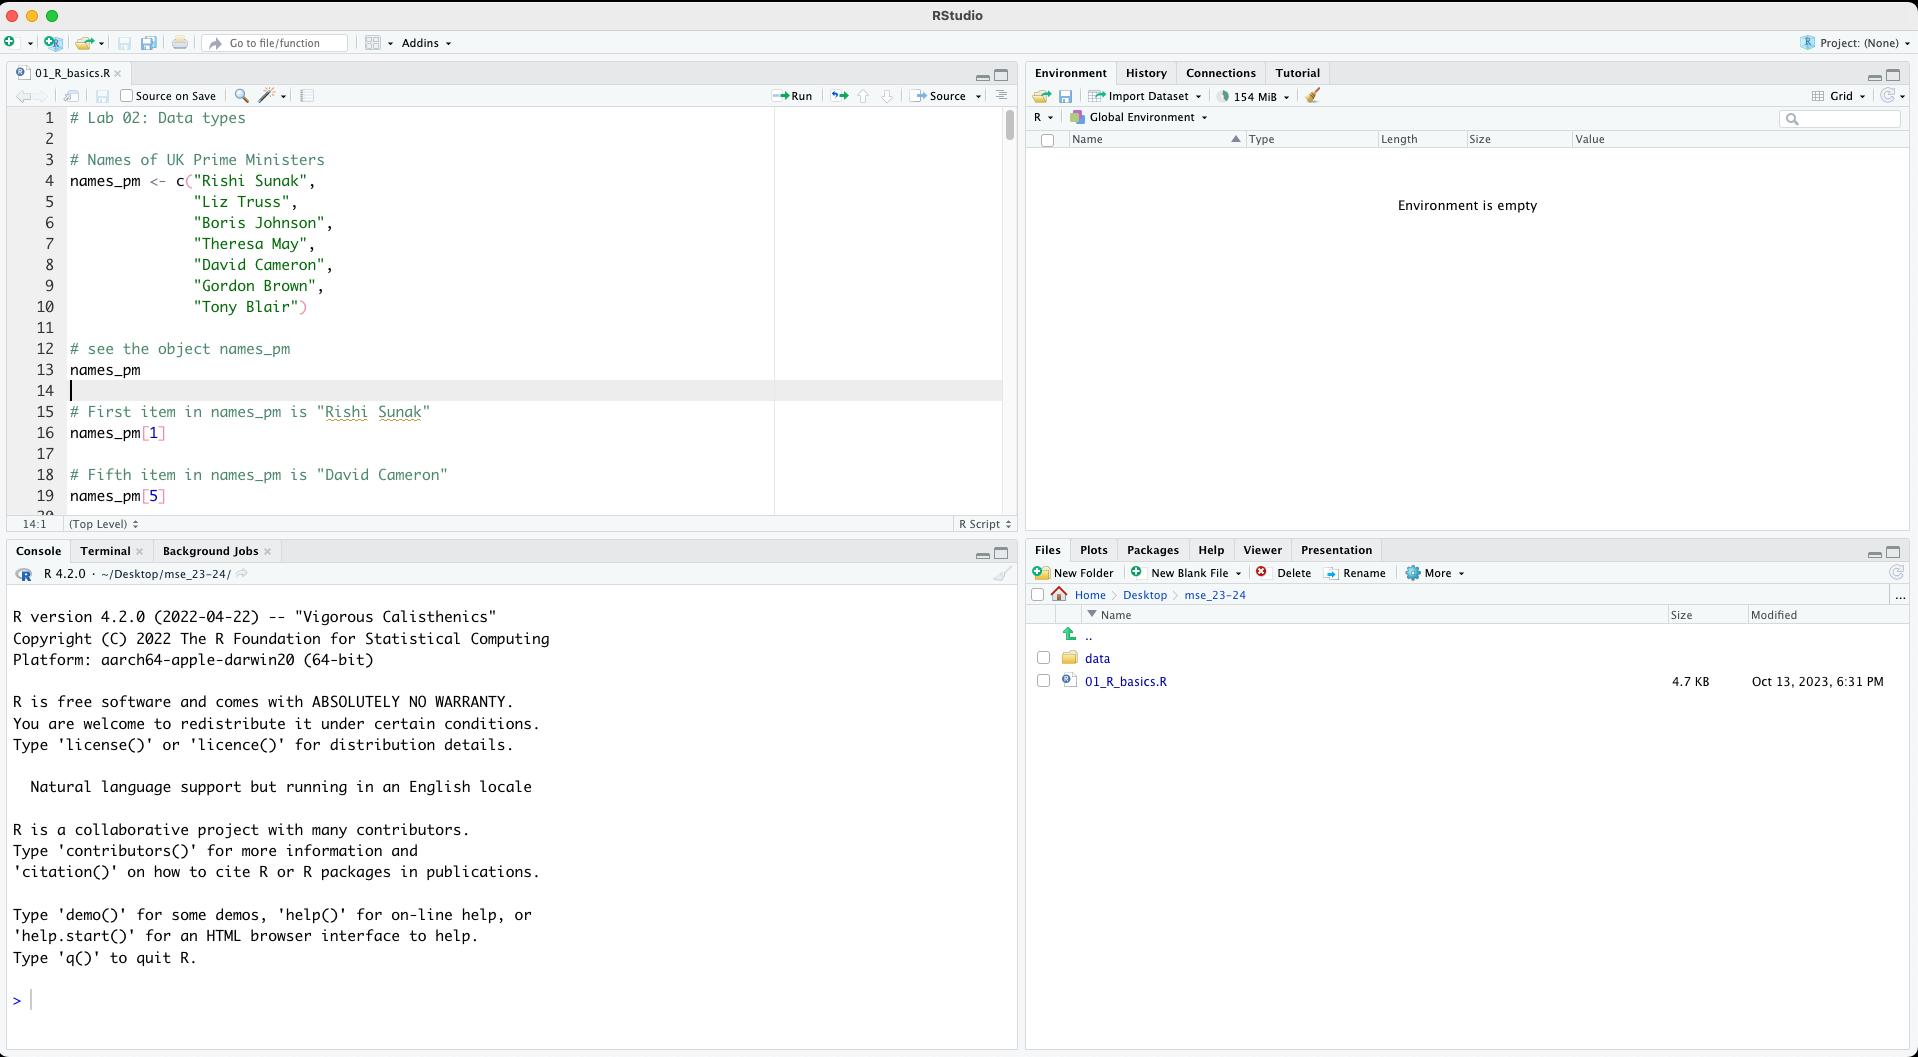 RStudio
Go to file/function
Addins
Project: (None)
01_R_basics.R
Source on Save
Run
Source
1 # Lab 02: Data types
2
3 # Names of UK Prime Ministers
4 names_pm <- c("Rishi Sunak",
5 "Liz Truss",
6 "Boris Johnson",
7 "Theresa May",
8 "David Cameron",
9 "Gordon Brown",
10 "Tony Blair")
11
12 # see the object names_pm
13 names_pm
14
15 # First item in names_pm is "Rishi Sunak"
16 names_pm[1]
17
18 # Fifth item in names_pm is "David Cameron"
19 names_pm[5]
20
14:1 (Top Level) R Script
Console Terminal Background Jobs
R 4.2.0 · ~/Desktop/mse_23-24/
R version 4.2.0 (2022-04-22) -- "Vigorous Calisthenics"
Copyright (C) 2022 The R Foundation for Statistical Computing
Platform: aarch64-apple-darwin20 (64-bit)
R is free software and comes with ABSOLUTELY NO WARRANTY.
You are welcome to redistribute it under certain conditions.
Type 'license()' or 'licence()' for distribution details.
Natural language support but running in an English locale
R is a collaborative project with many contributors.
Type 'contributors()' for more information and
'citation()' on how to cite R or R packages in publications.
Type 'demo()' for some demos, 'help()' for on-line help, or
'help.start()' for an HTML browser interface to help.
Type 'q()' to quit R.
>
Environment History Connections Tutorial
Import Dataset 154 MiB Grid
R Global Environment
Name Type Length Size Value
Environment is empty
Files Plots Packages Help Viewer Presentation
New Folder New Blank File Delete Rename More
Home Desktop mse_23-24 ...
Name Size Modified
..
data
01_R_basics.R 4.7 KB Oct 13, 2023, 6:31 PM